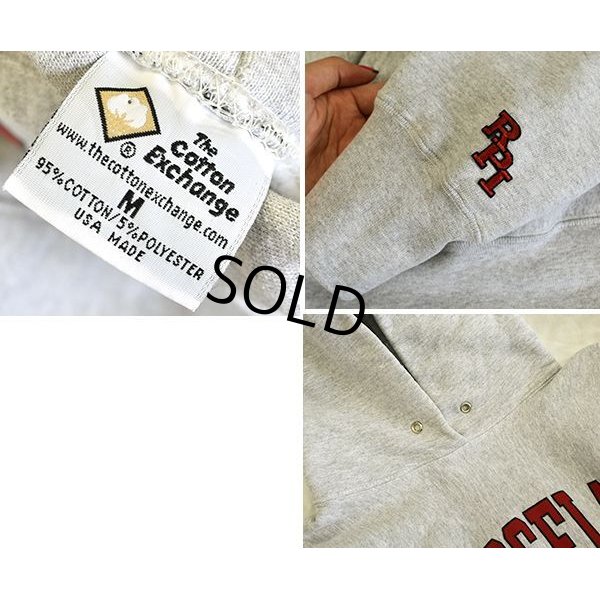 ®
The
Cotton
Exchange
www.thecottonexchange.com
M
95% COTTON/5% POLYESTER
USA MADE
RPI
SOLD